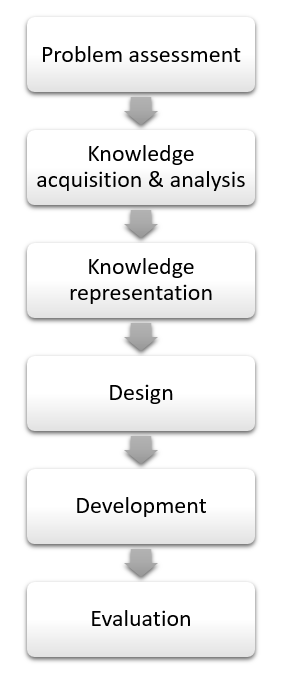 Problem assessment
Knowledge
acquisition & analysis
Knowledge
representation
Design
Development
Evaluation